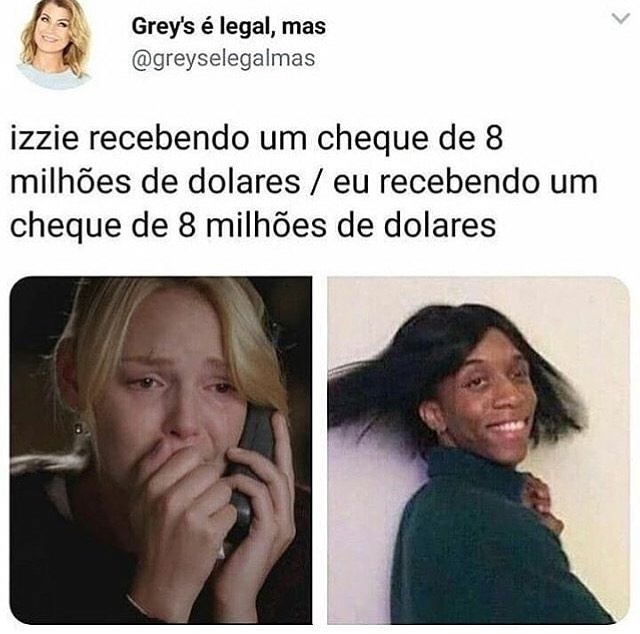 Grey's é legal, mas
@greyselegalmas
izzie recebendo um cheque de 8
milhões de dolares / eu recebendo um
cheque de 8 milhões de dolares